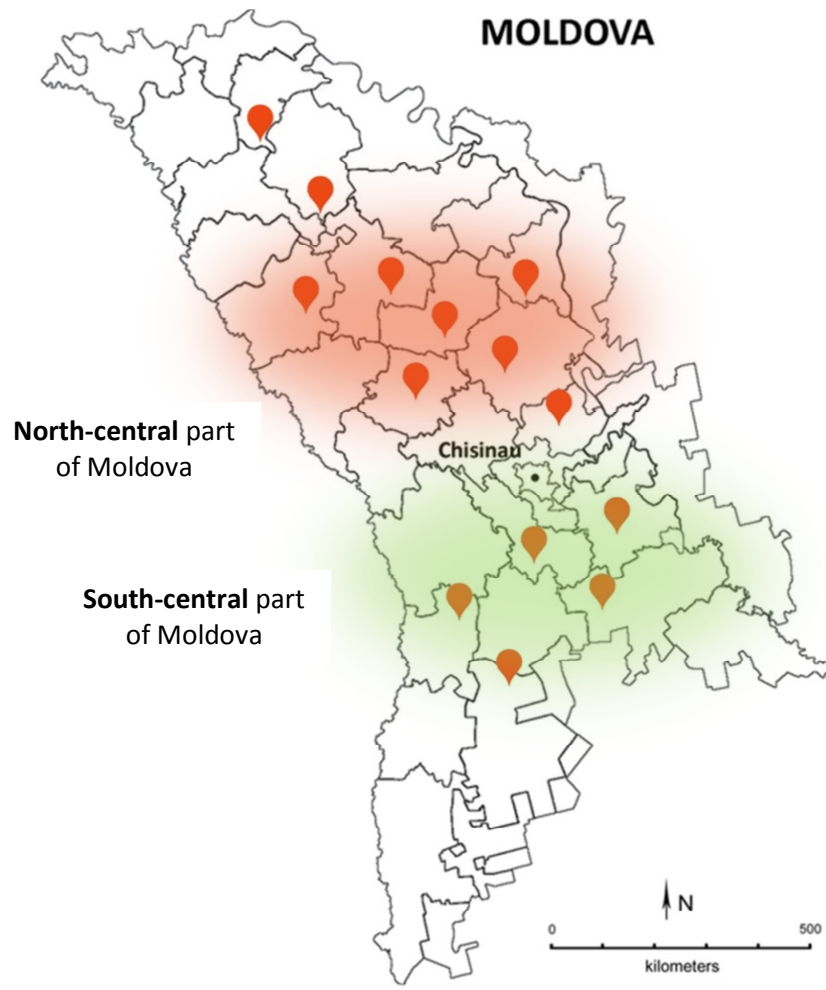 MOLDOVA
North-central part
of Moldova
Chisinau
South-central part
of Moldova
N
0
500
kilometers